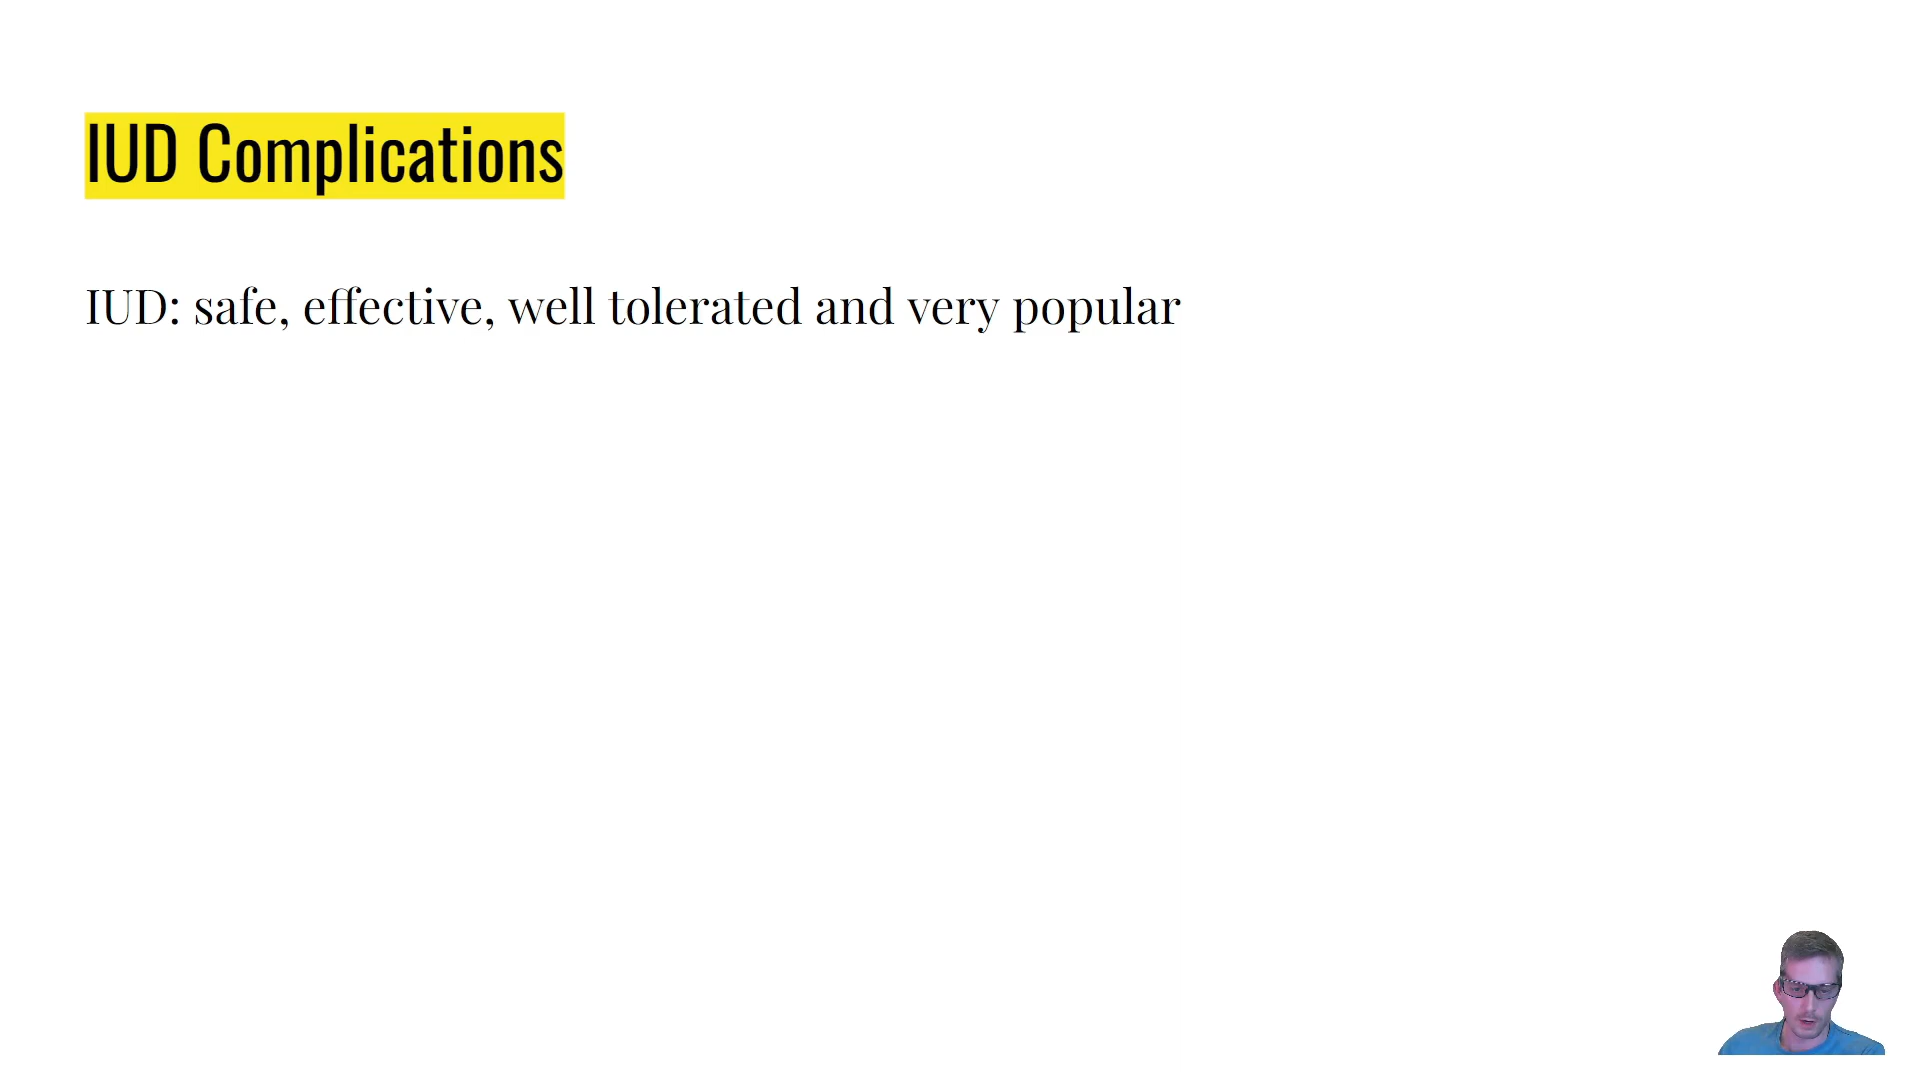 IUD Complications
IUD: safe, effective, well tolerated and very popular